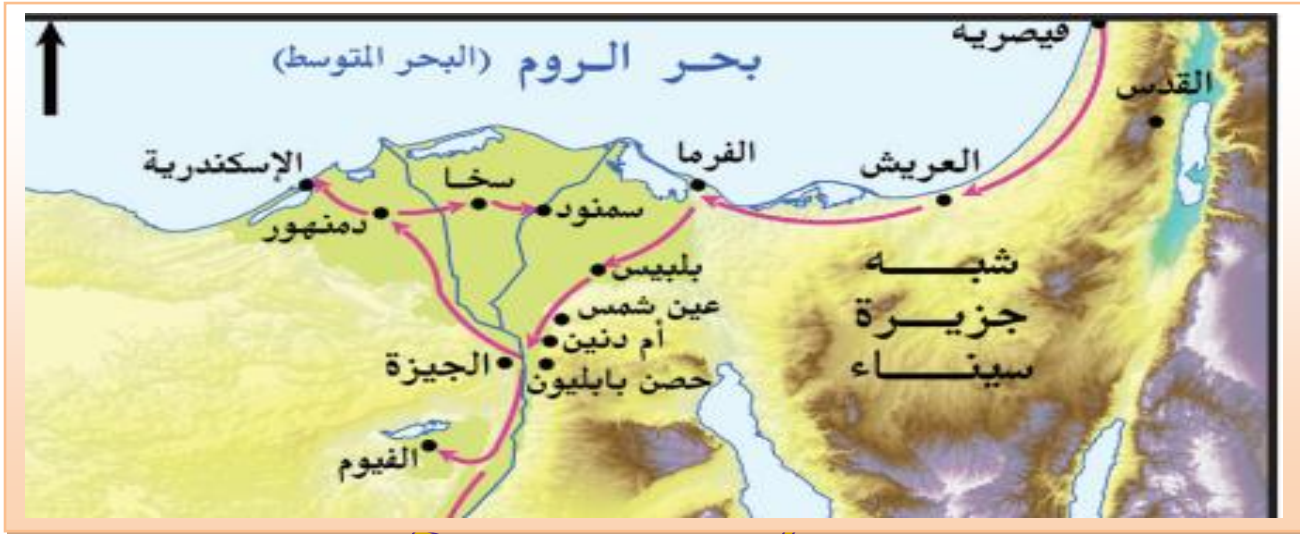 قيصريه
بحر الروم (البحر المتوسط)
القدس
الفرما
العريش
الإسكندرية
سخا
سمنود
دمنهور
بلبيس
شبه
جزيرة
سيناء
عين شمس
أم دنين
الجيزة
حصن بابليون
الفيوم